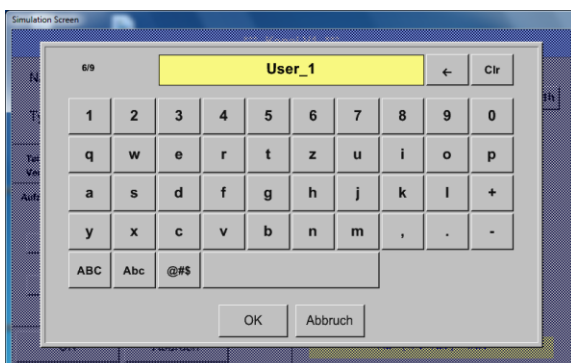 Simulation Screen
6/9 User_1 ← Clr
1 2 3 4 5 6 7 8 9 0
q w e r t z u i o p
a s d f g h j k l +
y x c v b n m , . -
ABC Abc @#$
OK Abbruch